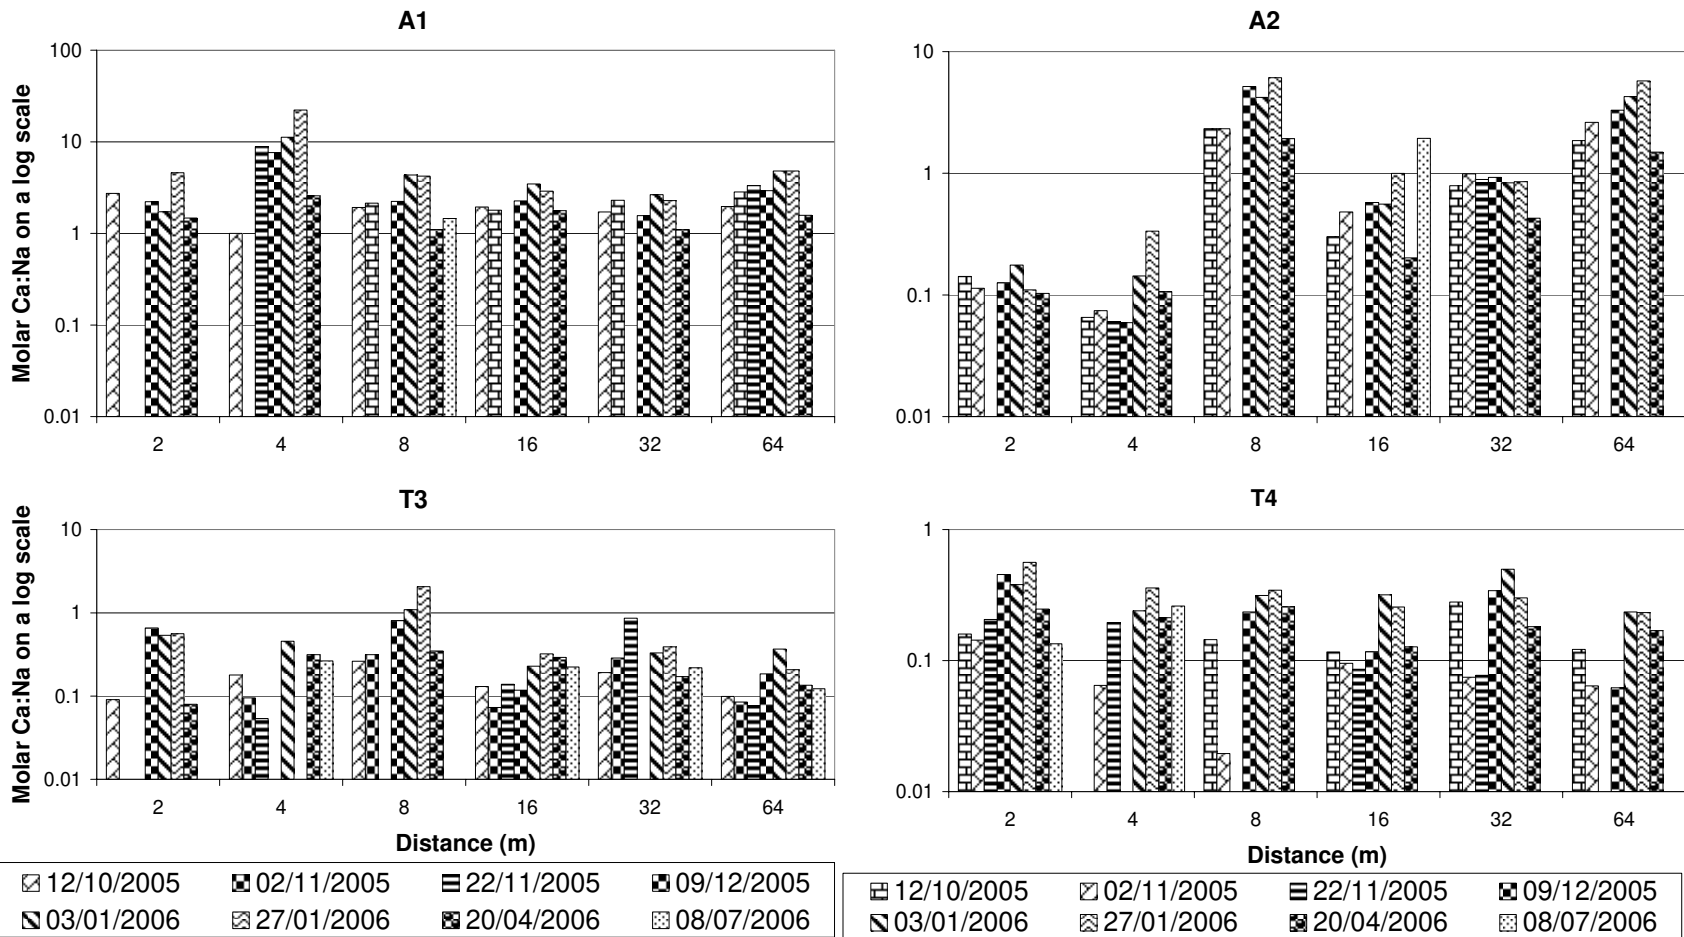 A1
Molar Ca:Na on a log scale
100
10
1
0.1
0.01
2 4 8 16 32 64
A2
10
1
0.1
0.01
2 4 8 16 32 64
T3
Molar Ca:Na on a log scale
10
1
0.1
0.01
2 4 8 16 32 64
Distance (m)
T4
1
0.1
0.01
2 4 8 16 32 64
Distance (m)
12/10/2005 02/11/2005 22/11/2005 09/12/2005
03/01/2006 27/01/2006 20/04/2006 08/07/2006
12/10/2005 02/11/2005 22/11/2005 09/12/2005
03/01/2006 27/01/2006 20/04/2006 08/07/2006